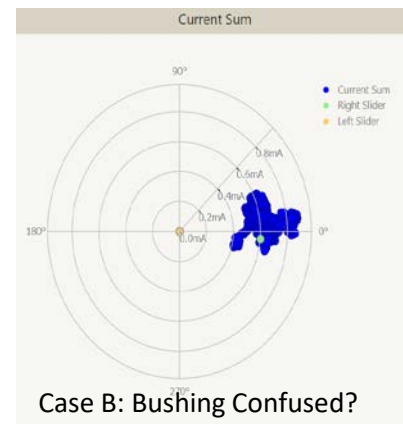 Current Sum
90°
Current Sum
Right Slider
Left Slider
0.8mA
0.6mA
0.4mA
0.2mA
0.0mA
180°
0°
270°
Case B: Bushing Confused?